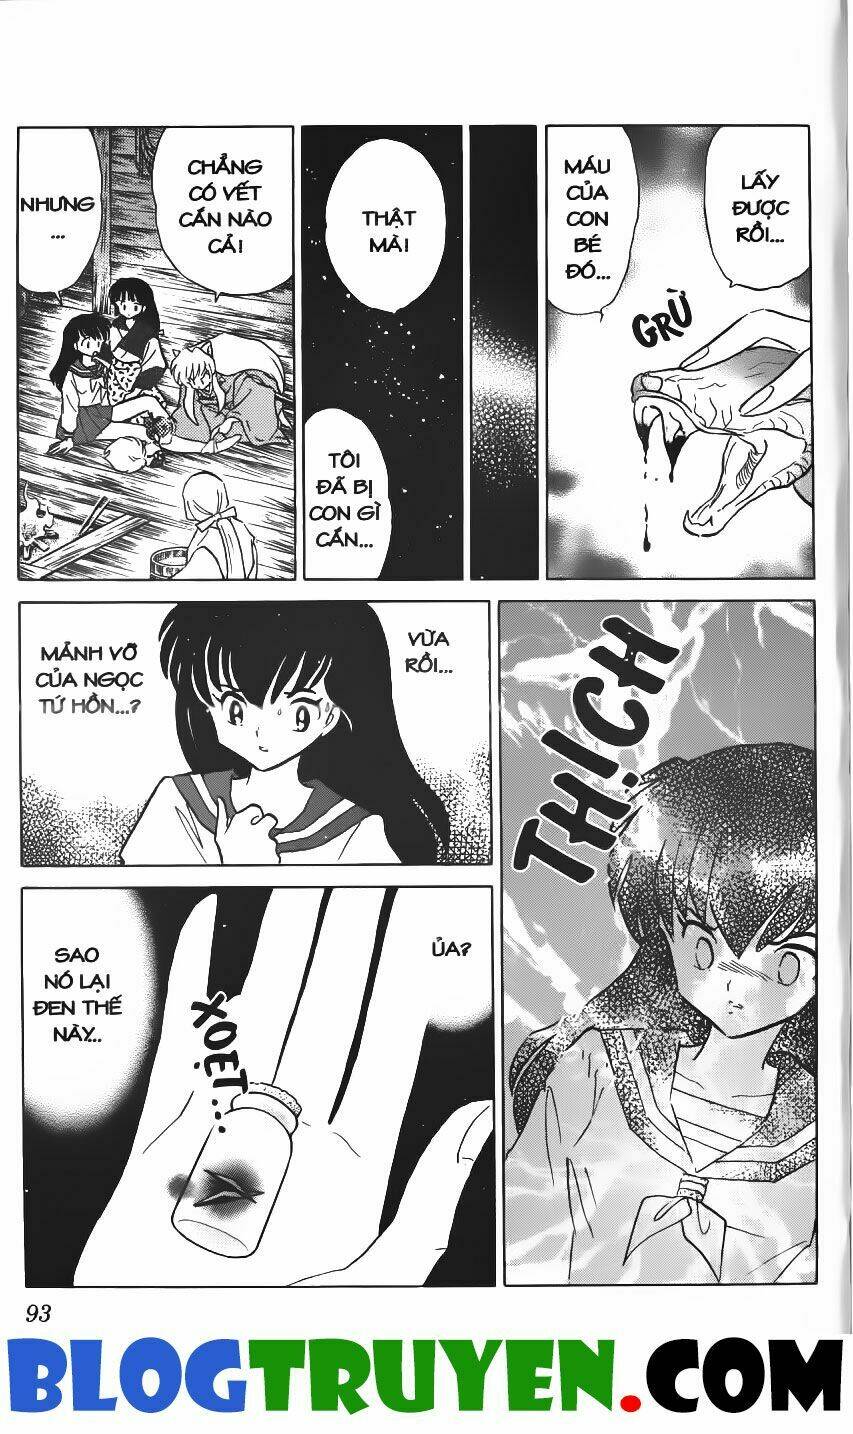 LẤY
ĐƯỢC
RỒI...
MÁU
CỦA
CON
BÉ
ĐÓ...
GRỪ
THẬT
MÀ!
TÔI
ĐÃ BỊ
CON GÌ
CẮN...
CHẲNG
CÓ VẾT
CẮN NÀO
CẢ!
NHƯNG
...
THỊCH
VỪA
RỒI...
MẢNH VỠ
CỦA NGỌC
TỨ HỒN...?
ỦA?
XOẸT...
SAO
NÓ LẠI
ĐEN THẾ
NÀY...
93
BLOGTRUYEN.COM